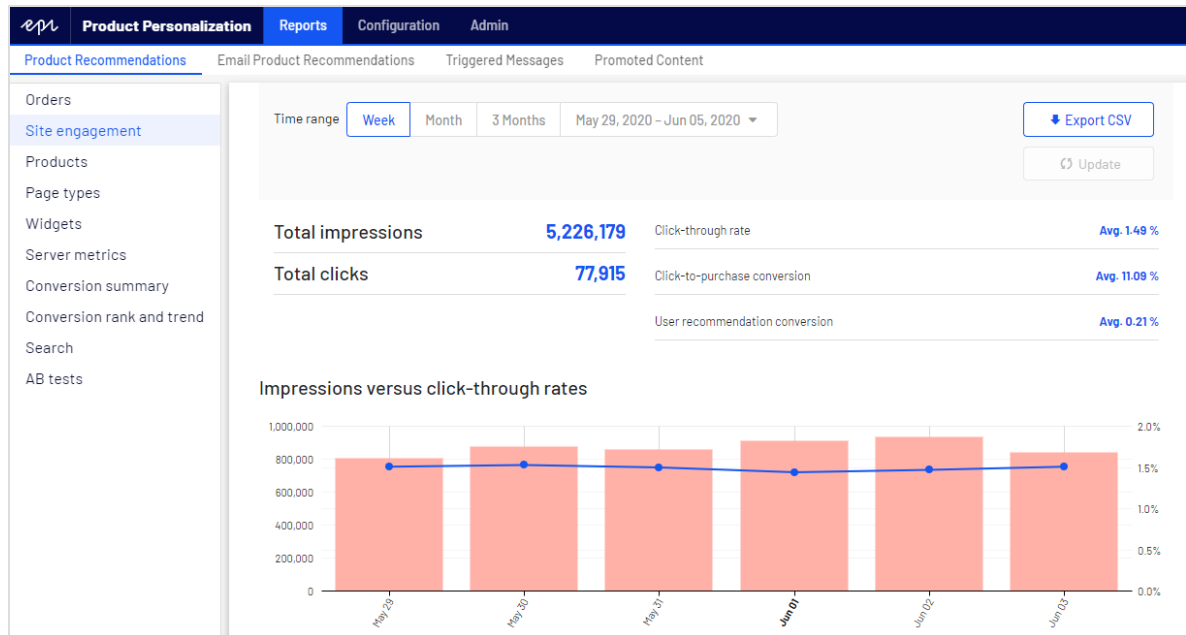 epi Product Personalization Reports Configuration Admin
Product Recommendations Email Product Recommendations Triggered Messages Promoted Content
Orders
Site engagement
Products
Page types
Widgets
Server metrics
Conversion summary
Conversion rank and trend
Search
AB tests
Time range Week Month 3 Months May 29, 2020 – Jun 05, 2020
Export CSV
Update
Total impressions 5,226,179
Total clicks 77,915
Click-through rate Avg. 1.49 %
Click-to-purchase conversion Avg. 11.09 %
User recommendation conversion Avg. 0.21 %
Impressions versus click-through rates
1,000,000 2.0%
800,000 1.5%
600,000 1.0%
400,000
200,000 0.5%
0 0.0%
May 29 May 30 May 31 Jun 01 Jun 02 Jun 03